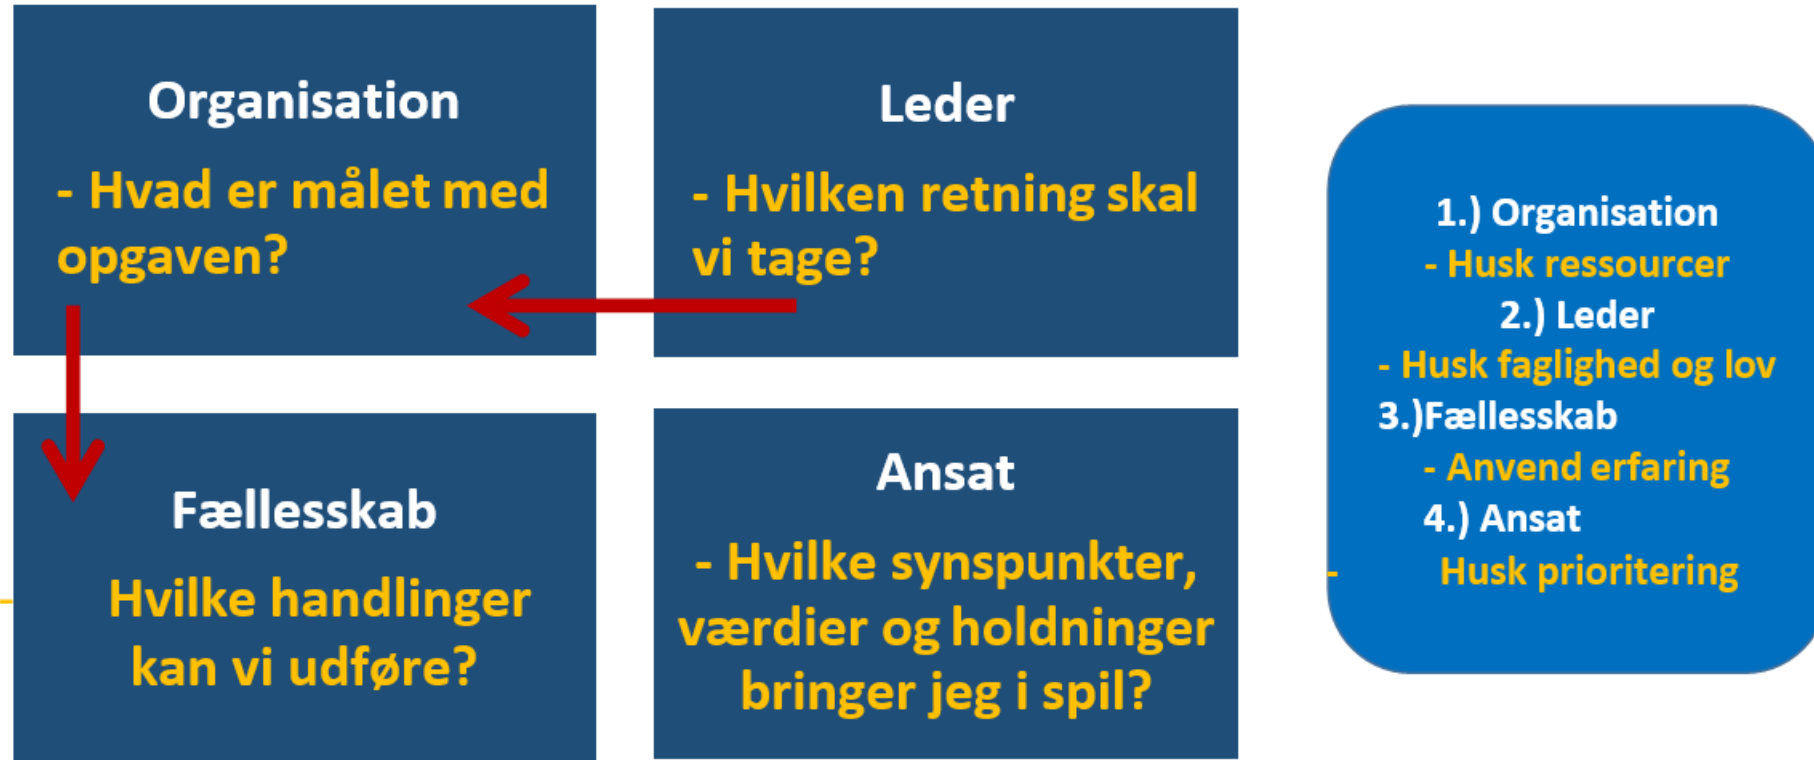 Organisation
- Hvad er målet med
opgaven?
Leder
- Hvilken retning skal
vi tage?
Fællesskab
- Hvilke handlinger
kan vi udføre?
Ansat
- Hvilke synspunkter,
værdier og holdninger
bringer jeg i spil?
1.) Organisation
- Husk ressourcer
2.) Leder
- Husk faglighed og lov
3.)Fællesskab
- Anvend erfaring
4.) Ansat
- Husk prioritering